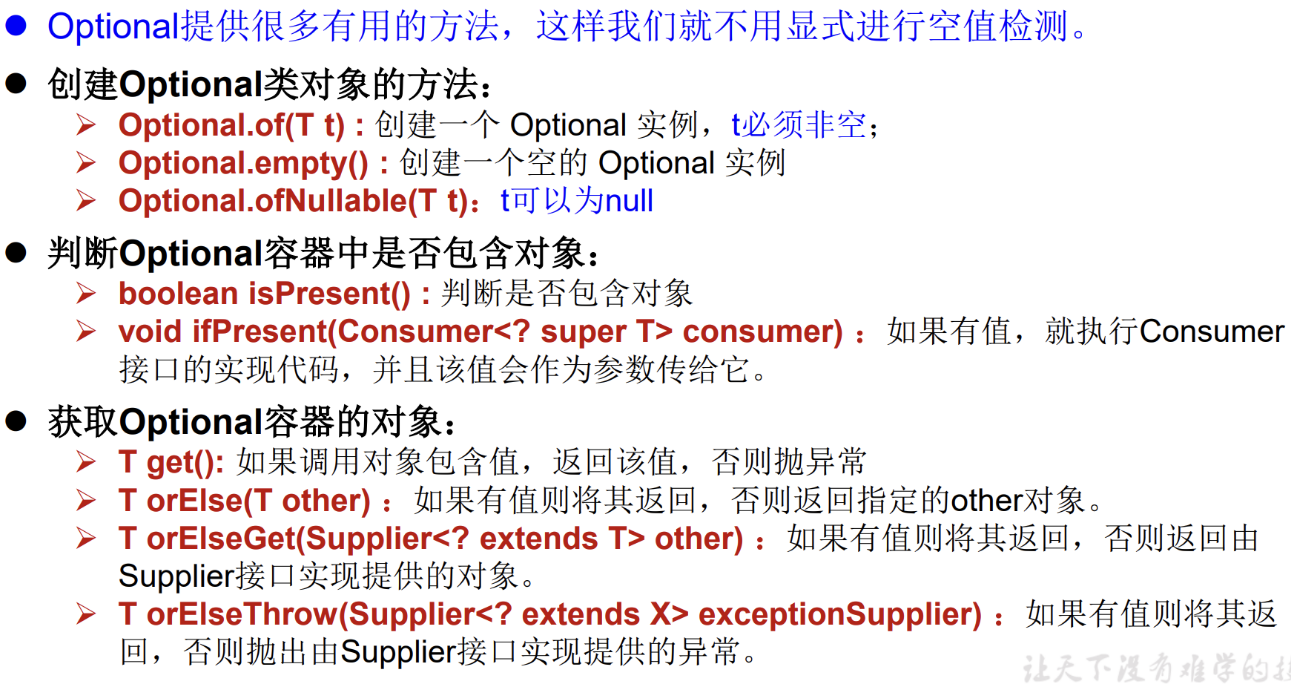 Optional提供很多有用的方法，这样我们就不用显式进行空值检测。
创建Optional类对象的方法：
Optional.of(T t) : 创建一个 Optional 实例，t必须非空；
Optional.empty() : 创建一个空的 Optional 实例
Optional.ofNullable(T t)：t可以为null
判断Optional容器中是否包含对象：
boolean isPresent() : 判断是否包含对象
void ifPresent(Consumer<? super T> consumer) ：如果有值，就执行Consumer
接口的实现代码，并且该值会作为参数传给它。
获取Optional容器的对象：
T get(): 如果调用对象包含值，返回该值，否则抛异常
T orElse(T other) ：如果有值则将其返回，否则返回指定的other对象。
T orElseGet(Supplier<? extends T> other) ：如果有值则将其返回，否则返回由
Supplier接口实现提供的对象。
T orElseThrow(Supplier<? extends X> exceptionSupplier) ：如果有值则将其返
回，否则抛出由Supplier接口实现提供的异常。
让天下没有难学的